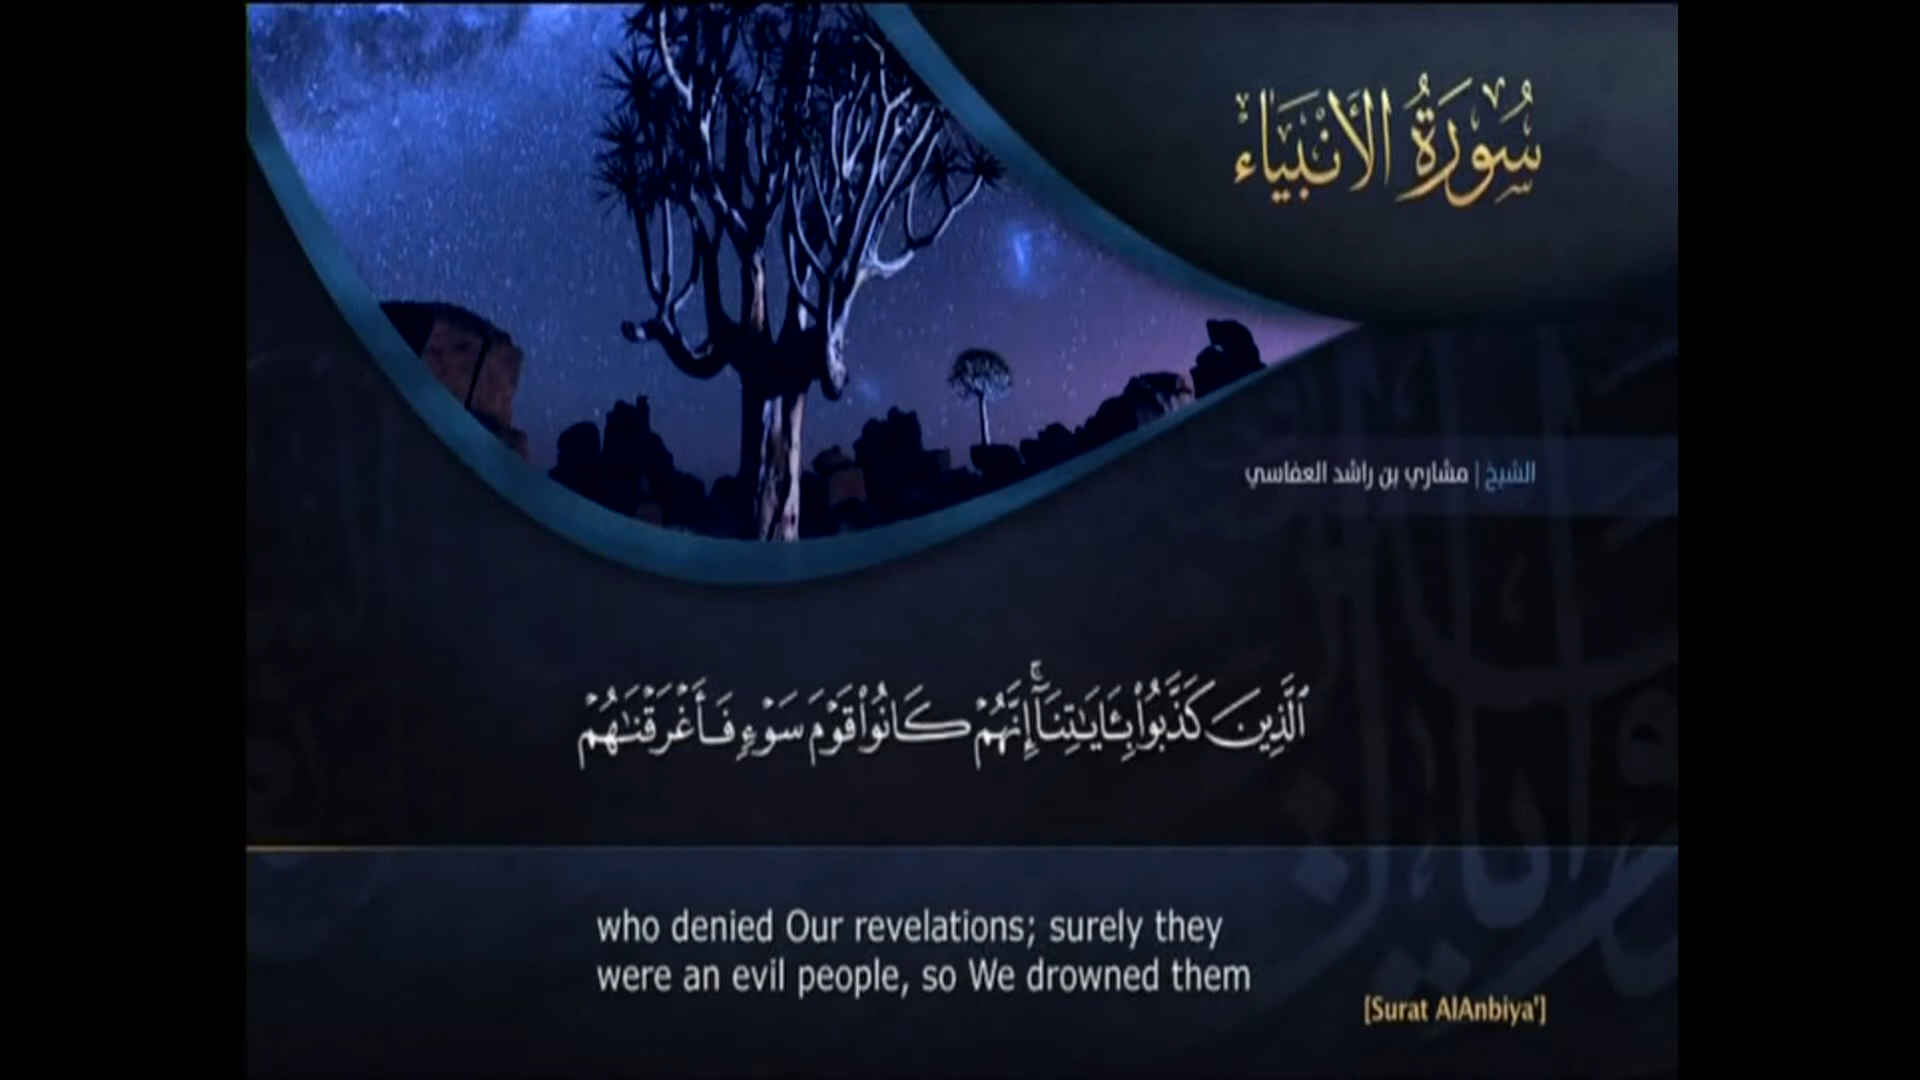 سُورَةُ الأَنْبِيَاءْ
الشيخ | مشاري بن راشد العفاسي
ٱلَّذِينَ كَذَّبُوا۟ بِـَٔايَـٰتِنَآ ۚ إِنَّهُمْ كَانُوا۟ قَوْمَ سَوْءٍ فَأَغْرَقْنَـٰهُمْ
who denied Our revelations; surely they
were an evil people, so We drowned them
[Surat AlAnbiya']